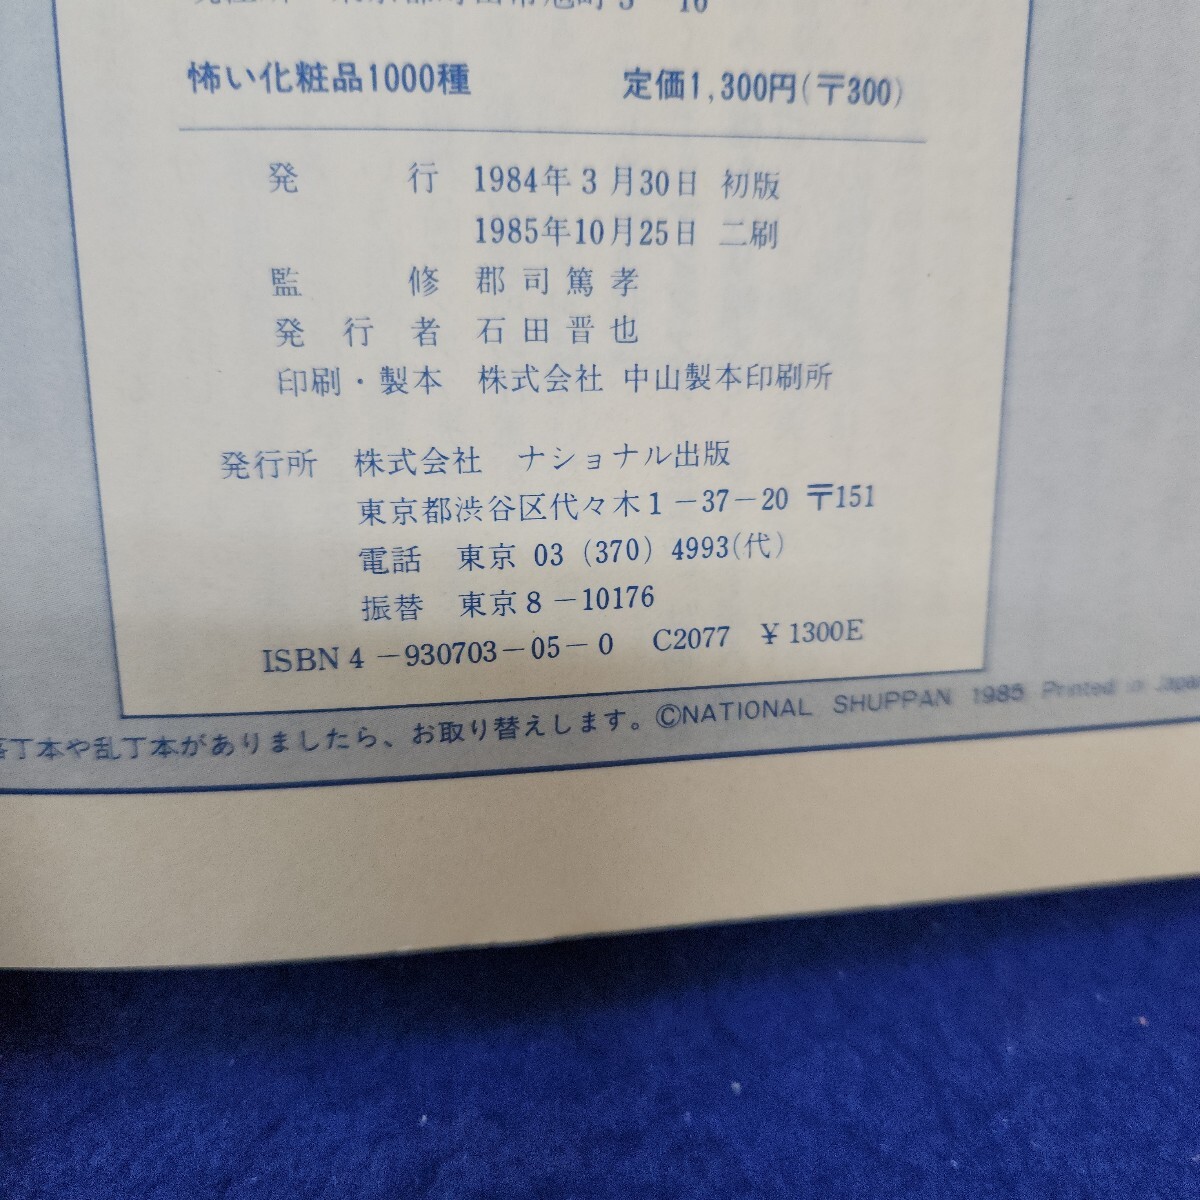 怖い化粧品1000種 定価1,300円(〒300)
発行 1984年3月30日 初版
1985年10月25日 二刷
監修 郡司篤孝
発行者 石田晋也
印刷・製本 株式会社 中山製本印刷所
発行所 株式会社 ナショナル出版
東京都渋谷区代々木1-37-20 〒151
電話 東京 03 (370) 4993(代)
振替 東京8-10176
ISBN4-930703-05-0 C2077 ¥1300E
落丁本や乱丁本がありましたら、お取り替えします。©NATIONAL SHUPPAN 1985 Printed in Japan